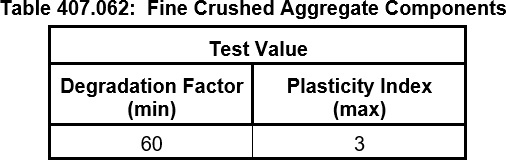 Table 407.062: Fine Crushed Aggregate Components
Test Value
Degradation Factor (min) Plasticity Index (max)
60 3